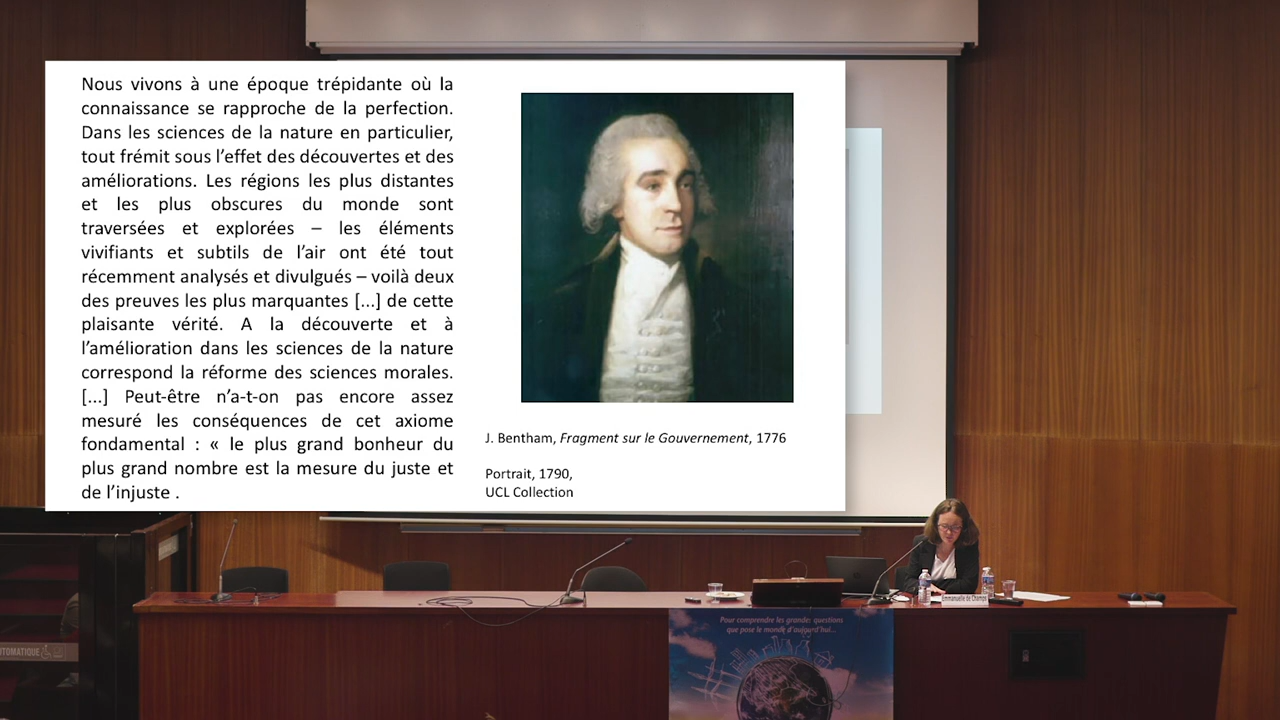 Nous vivons à une époque trépidante où la
connaissance se rapproche de la perfection.
Dans les sciences de la nature en particulier,
tout frémit sous l’effet des découvertes et des
améliorations. Les régions les plus distantes
et les plus obscures du monde sont
traversées et explorées – les éléments
vivifiants et subtils de l’air ont été tout
récemment analysés et divulgués – voilà deux
des preuves les plus marquantes [...] de cette
plaisante vérité. A la découverte et à
l’amélioration dans les sciences de la nature
correspond la réforme des sciences morales.
[...] Peut-être n’a-t-on pas encore assez
mesuré les conséquences de cet axiome
fondamental : « le plus grand bonheur du
plus grand nombre est la mesure du juste et
de l’injuste .
J. Bentham, Fragment sur le Gouvernement, 1776
Portrait, 1790,
UCL Collection
Emmanuelle de Champs
Pour comprendre les grandes questions
que pose le monde d'aujourd'hui...
UTOMATIQUE